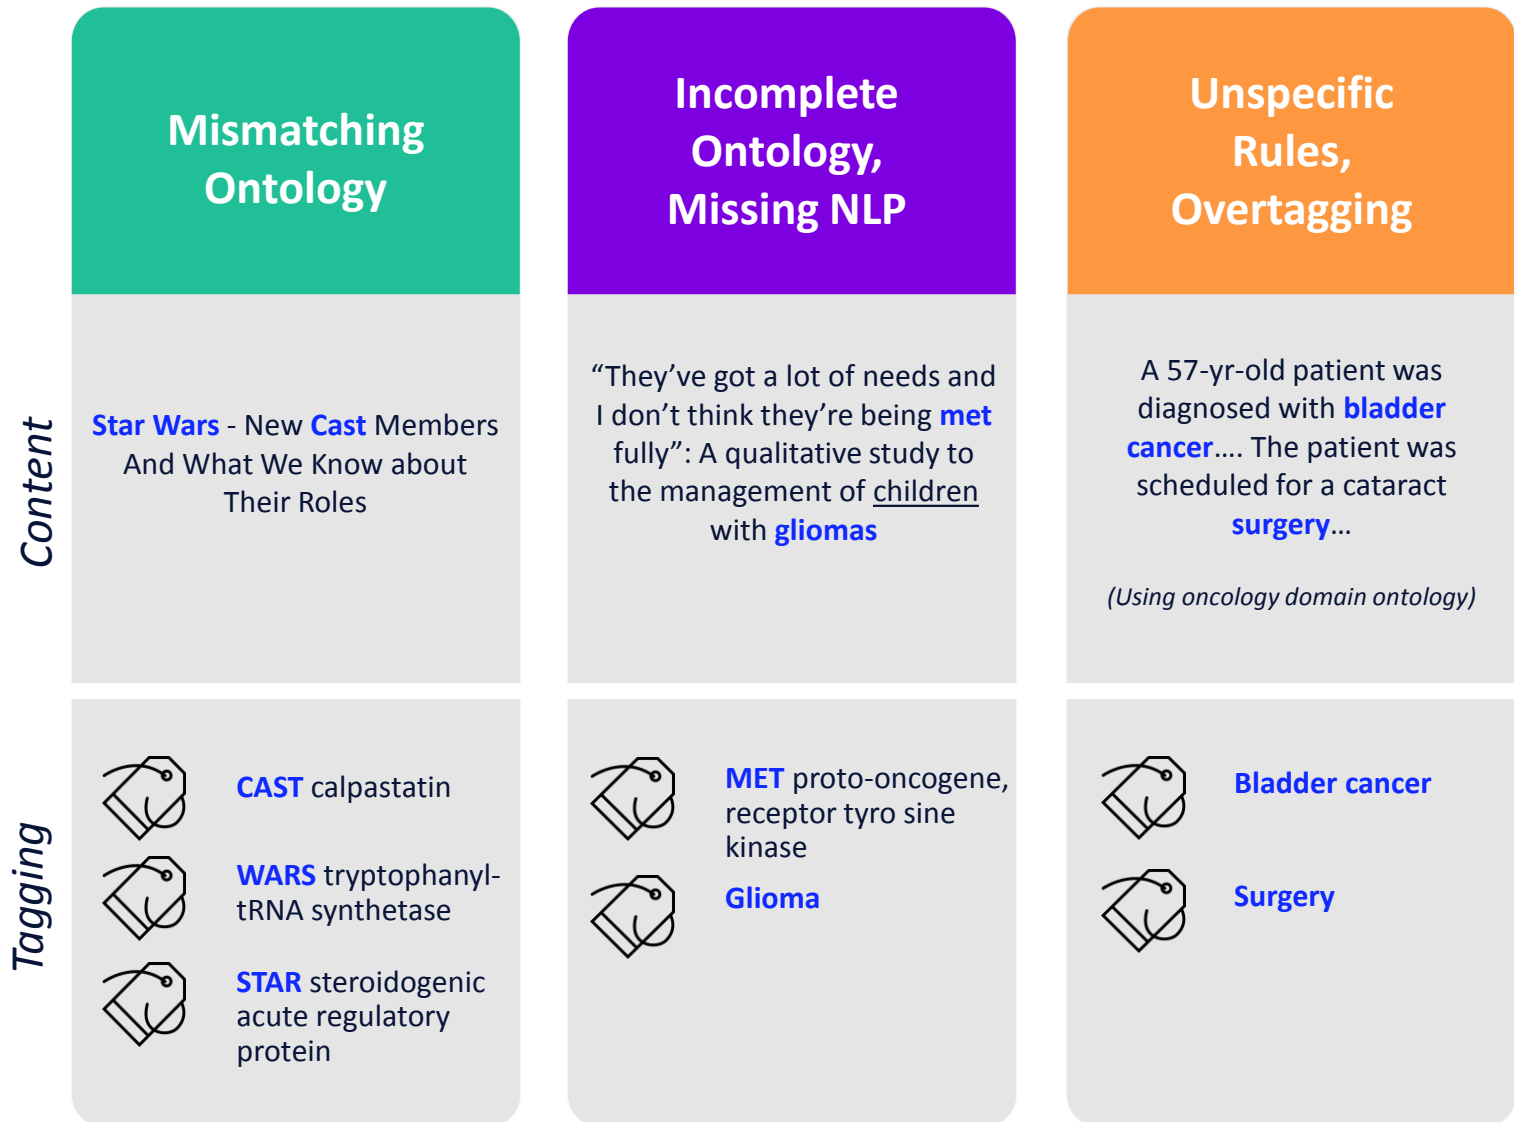 Mismatching
Ontology
Incomplete
Ontology,
Missing NLP
Unspecific
Rules,
Overtagging
Content
Star Wars - New Cast Members
And What We Know about
Their Roles
“They’ve got a lot of needs and
I don’t think they’re being met
fully”: A qualitative study to
the management of children
with gliomas
A 57-yr-old patient was
diagnosed with bladder
cancer.... The patient was
scheduled for a cataract
surgery...
(Using oncology domain ontology)
Tagging
CAST calpastatin
WARS tryptophanyl-
tRNA synthetase
STAR steroidogenic
acute regulatory
protein
MET proto-oncogene,
receptor tyro sine
kinase
Glioma
Bladder cancer
Surgery